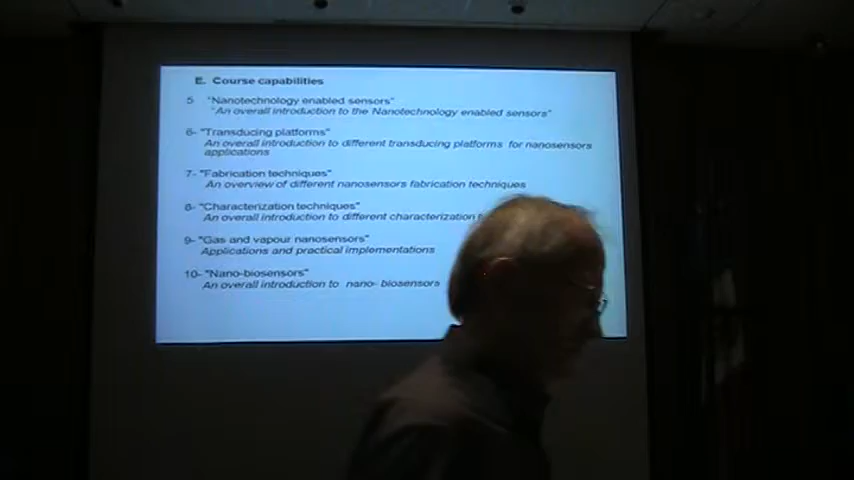 E. Course capabilities
5 "Nanotechnology enabled sensors"
"An overall introduction to the Nanotechnology enabled sensors"
6- "Transducing platforms"
An overall introduction to different transducing platforms for nanosensors
applications
7- "Fabrication techniques"
An overview of different nanosensors fabrication techniques
8- "Characterization techniques"
An overall introduction to different characterization
9- "Gas and vapour nanosensors"
Applications and practical implementations
10- "Nano-biosensors"
An overall introduction to nano- biosensors